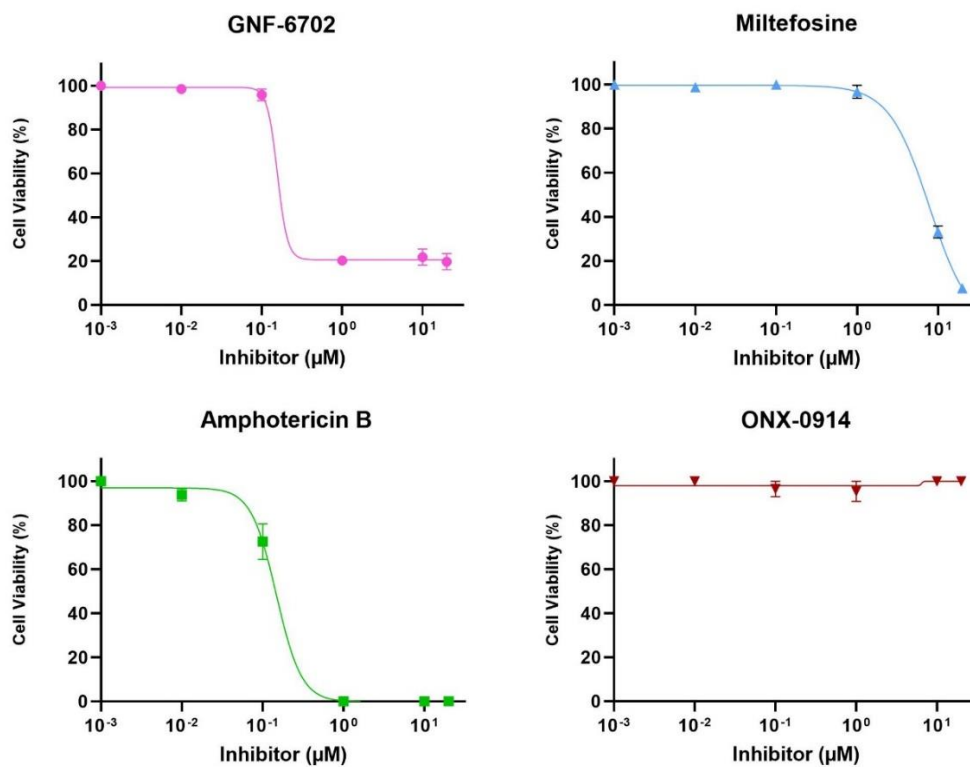 GNF-6702
Cell Viability (%)
100
80
60
40
20
0
10⁻³ 10⁻² 10⁻¹ 10⁰ 10¹
Inhibitor (µM)
Miltefosine
Cell Viability (%)
100
80
60
40
20
0
10⁻³ 10⁻² 10⁻¹ 10⁰ 10¹
Inhibitor (µM)
Amphotericin B
Cell Viability (%)
100
80
60
40
20
0
10⁻³ 10⁻² 10⁻¹ 10⁰ 10¹
Inhibitor (µM)
ONX-0914
Cell Viability (%)
100
80
60
40
20
0
10⁻³ 10⁻² 10⁻¹ 10⁰ 10¹
Inhibitor (µM)